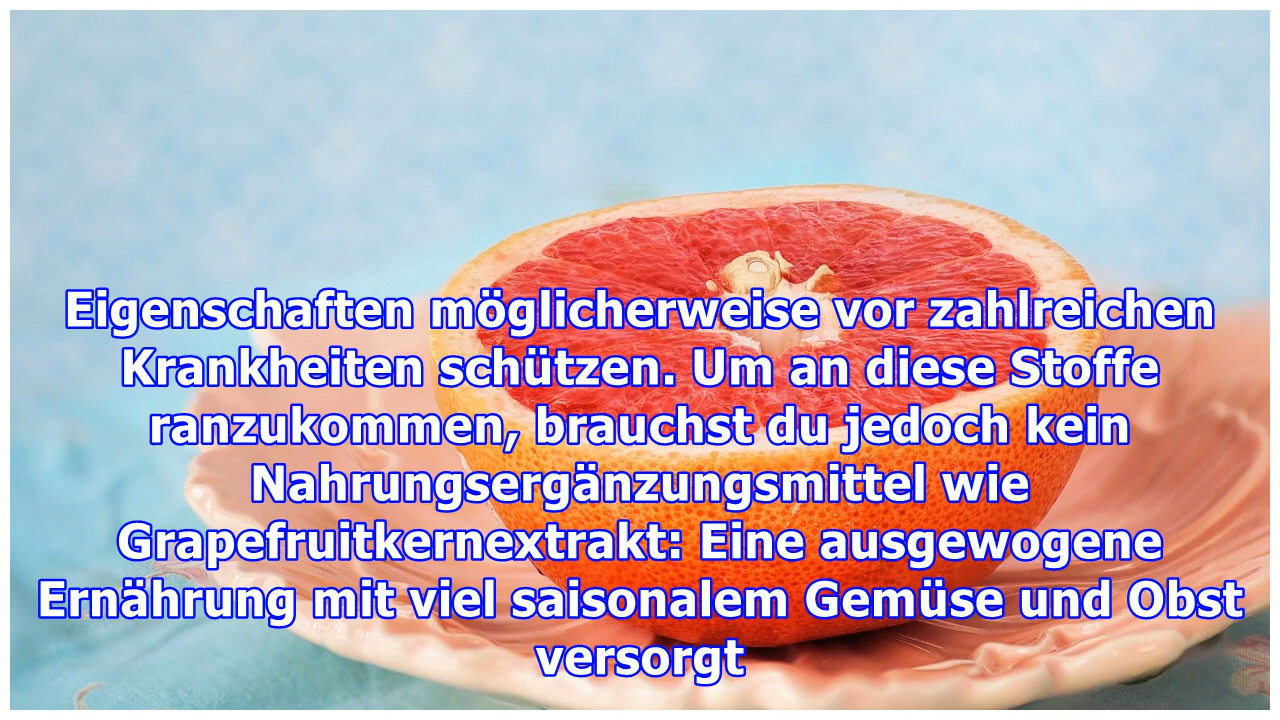 Eigenschaften möglicherweise vor zahlreichen
Krankheiten schützen. Um an diese Stoffe
ranzukommen, brauchst du jedoch kein
Nahrungsergänzungsmittel wie
Grapefruitkernextrakt: Eine ausgewogene
Ernährung mit viel saisonalem Gemüse und Obst
versorgt